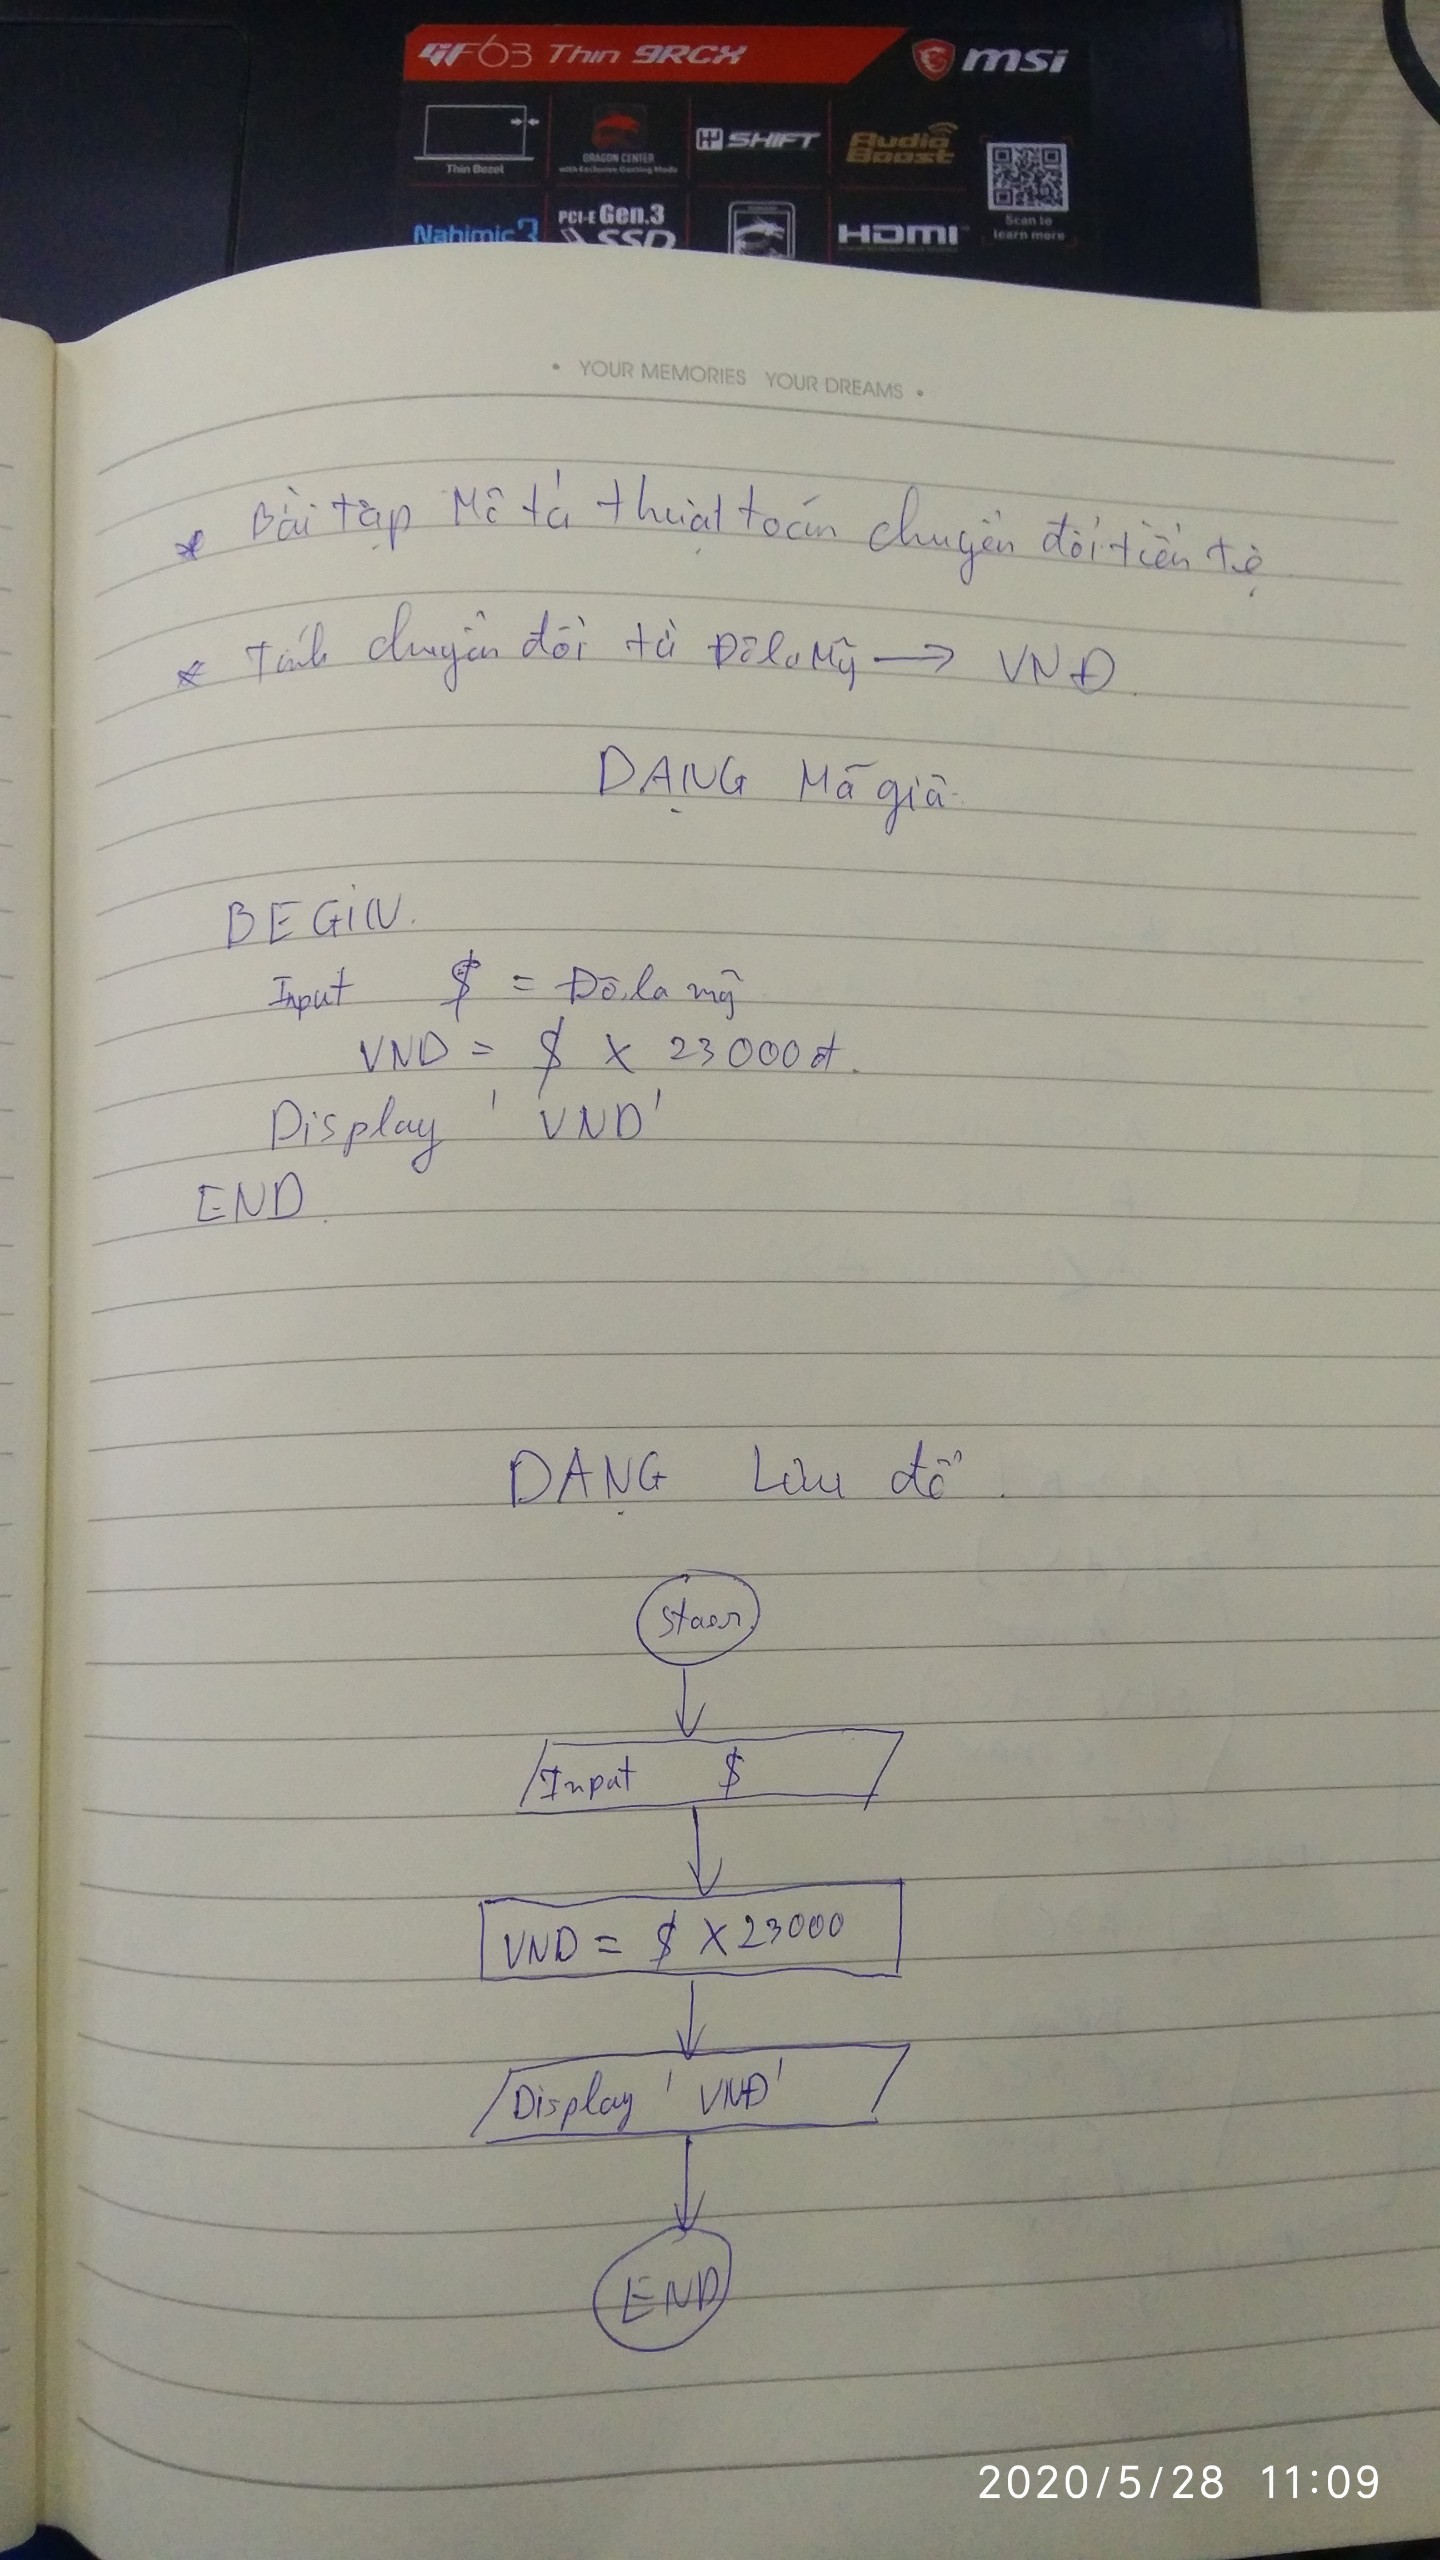 GF63 Thin 9RCX
msi
Thin Bezel
DRAGON CENTER
with Exclusive Gaming Mode
SHIFT
Audio Boost
Scan to learn more
Nahimic 3
PCI-E Gen.3
SSD
HDMI
• YOUR MEMORIES YOUR DREAMS •
* Bài tập Mô tả thuật toán chuyển đổi tiền tệ
* Tính chuyển đổi từ Đôla Mỹ → VNĐ.
DẠNG Mã giả
BEGIN.
Input $ = Đô la mỹ
VND = $ x 23000đ.
Display 'VND'
END.
DẠNG Lưu đồ.
Input $
VND = $ x 23000
Display 'VNĐ'
END
2020/5/28 11:09